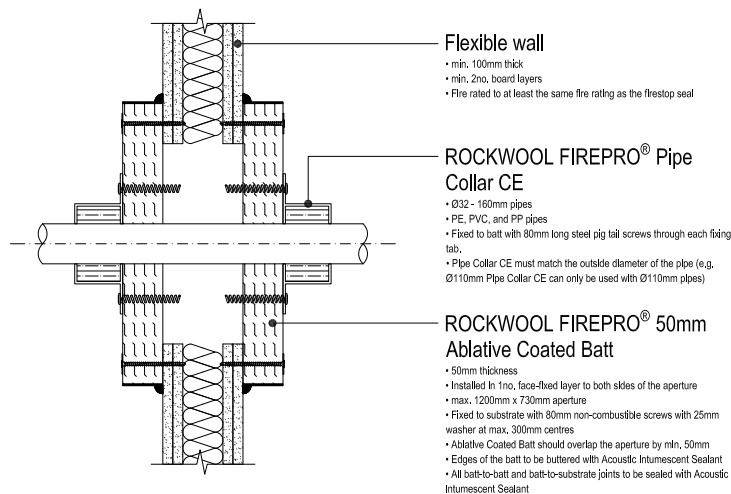 Flexible wall
• min. 100mm thick
• min. 2no. board layers
• Fire rated to at least the same fire rating as the firestop seal
ROCKWOOL FIREPRO® Pipe
Collar CE
• Ø32 - 160mm pipes
• PE, PVC, and PP pipes
• Fixed to batt with 80mm long steel pig tail screws through each fixing
tab.
• Pipe Collar CE must match the outside diameter of the pipe (e.g.
Ø110mm Pipe Collar CE can only be used with Ø110mm pipes)
ROCKWOOL FIREPRO® 50mm
Ablative Coated Batt
• 50mm thickness
• Installed in 1no. face-fixed layer to both sides of the aperture
• max. 1200mm x 730mm aperture
• Fixed to substrate with 80mm non-combustible screws with 25mm
washer at max. 300mm centres
• Ablative Coated Batt should overlap the aperture by min. 50mm
• Edges of the batt to be buttered with Acoustic Intumescent Sealant
• All batt-to-batt and batt-to-substrate joints to be sealed with Acoustic
Intumescent Sealant